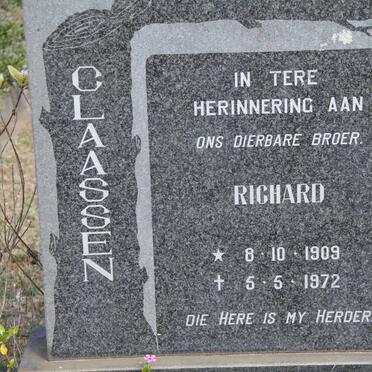 CLAASSEN
IN TERE
HERINNERING AAN
ONS DIERBARE BROER.
RICHARD
★ 8·10·1909
✝ 5·5·1972
DIE HERE IS MY HERDER.